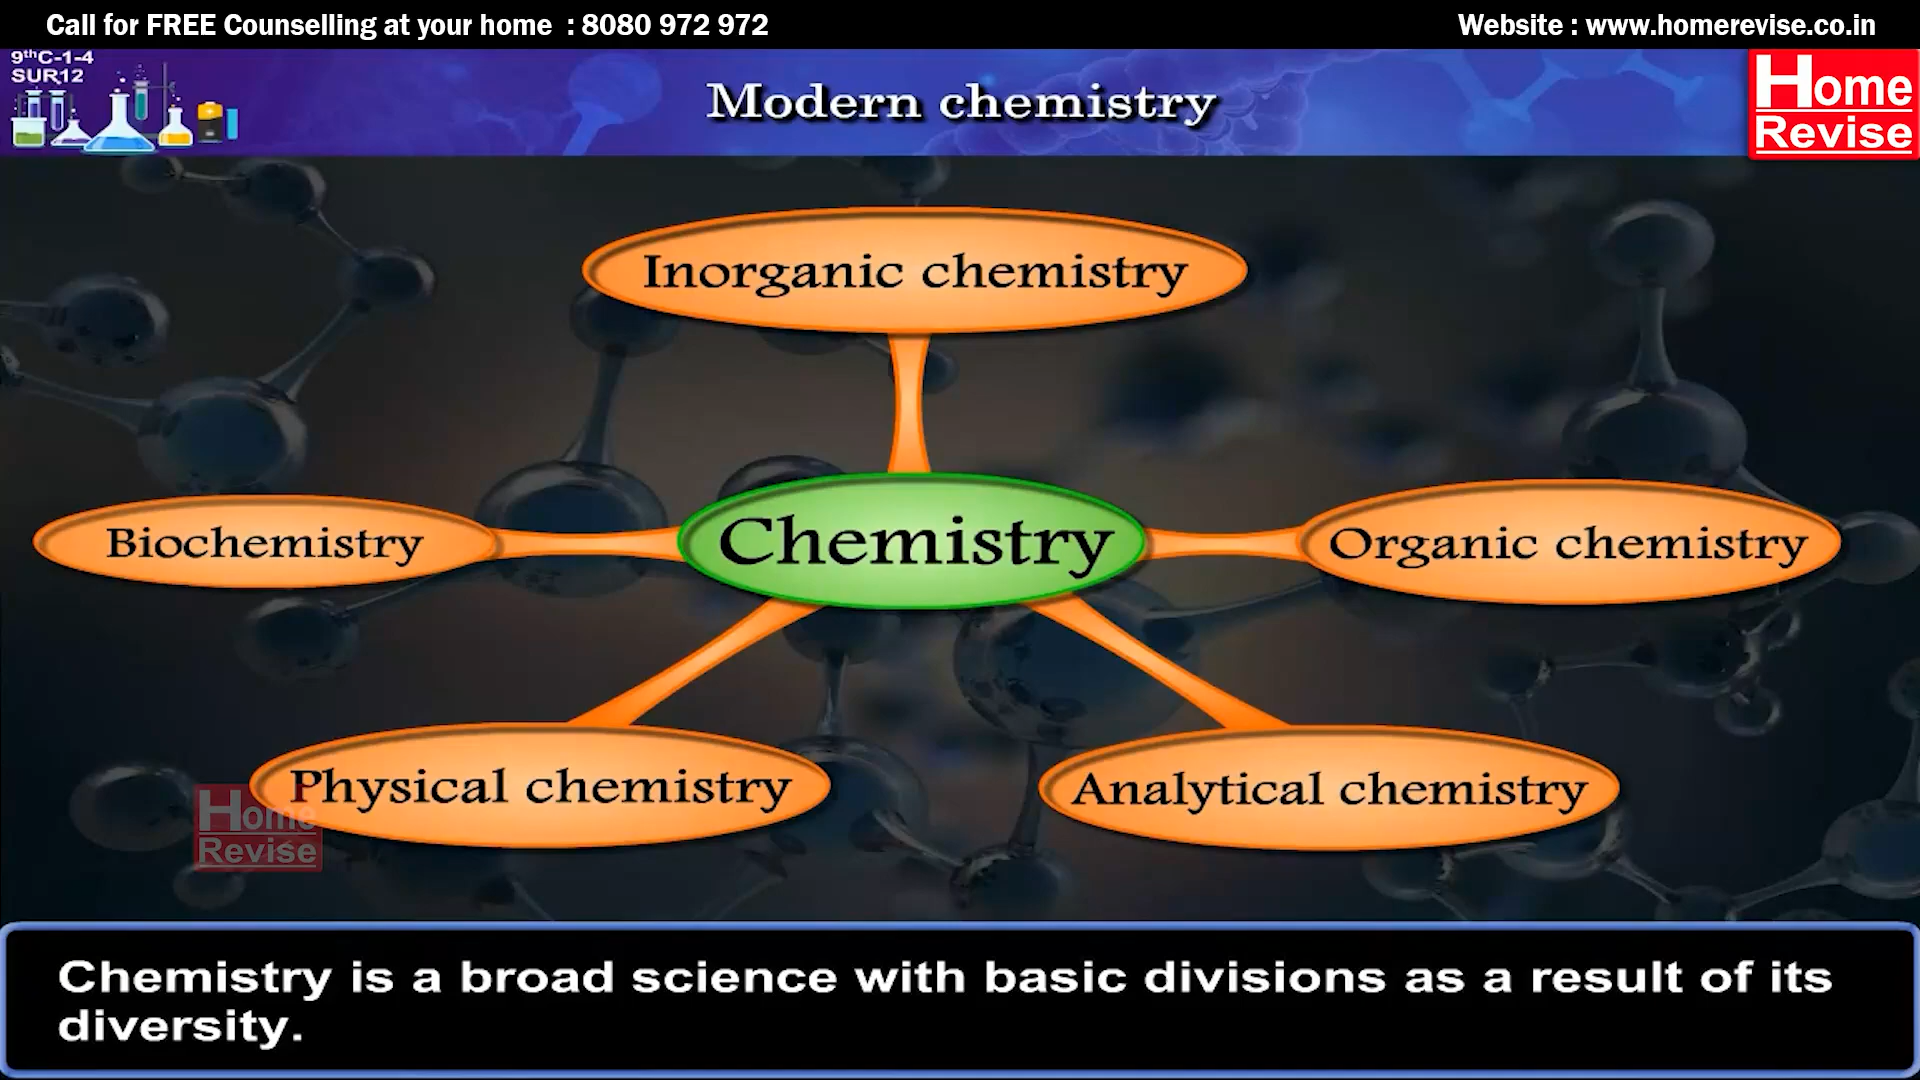 Call for FREE Counselling at your home : 8080 972 972
Website : www.homerevise.co.in
9thC-1-4
SUR12
Modern chemistry
Home
Revise
Inorganic chemistry
Biochemistry
Chemistry
Organic chemistry
Physical chemistry
Analytical chemistry
Home
Revise
Chemistry is a broad science with basic divisions as a result of its
diversity.